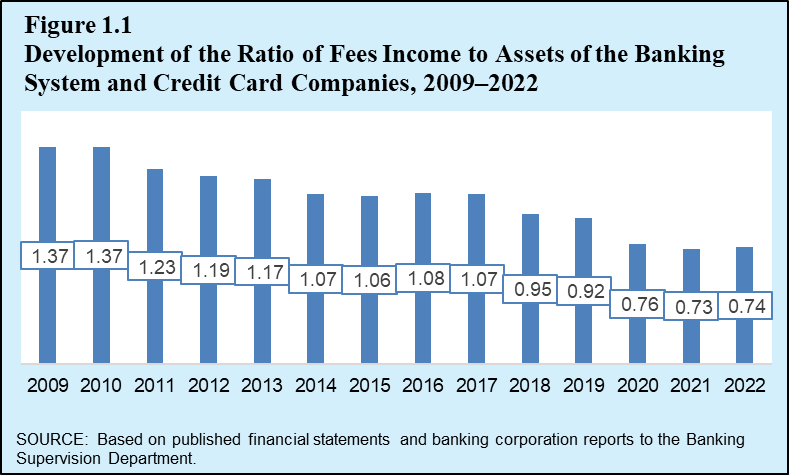 Figure 1.1
Development of the Ratio of Fees Income to Assets of the Banking
System and Credit Card Companies, 2009–2022
1.37 1.37 1.23 1.19 1.17 1.07 1.06 1.08 1.07 0.95 0.92 0.76 0.73 0.74
2009 2010 2011 2012 2013 2014 2015 2016 2017 2018 2019 2020 2021 2022
SOURCE: Based on published financial statements and banking corporation reports to the Banking
Supervision Department.